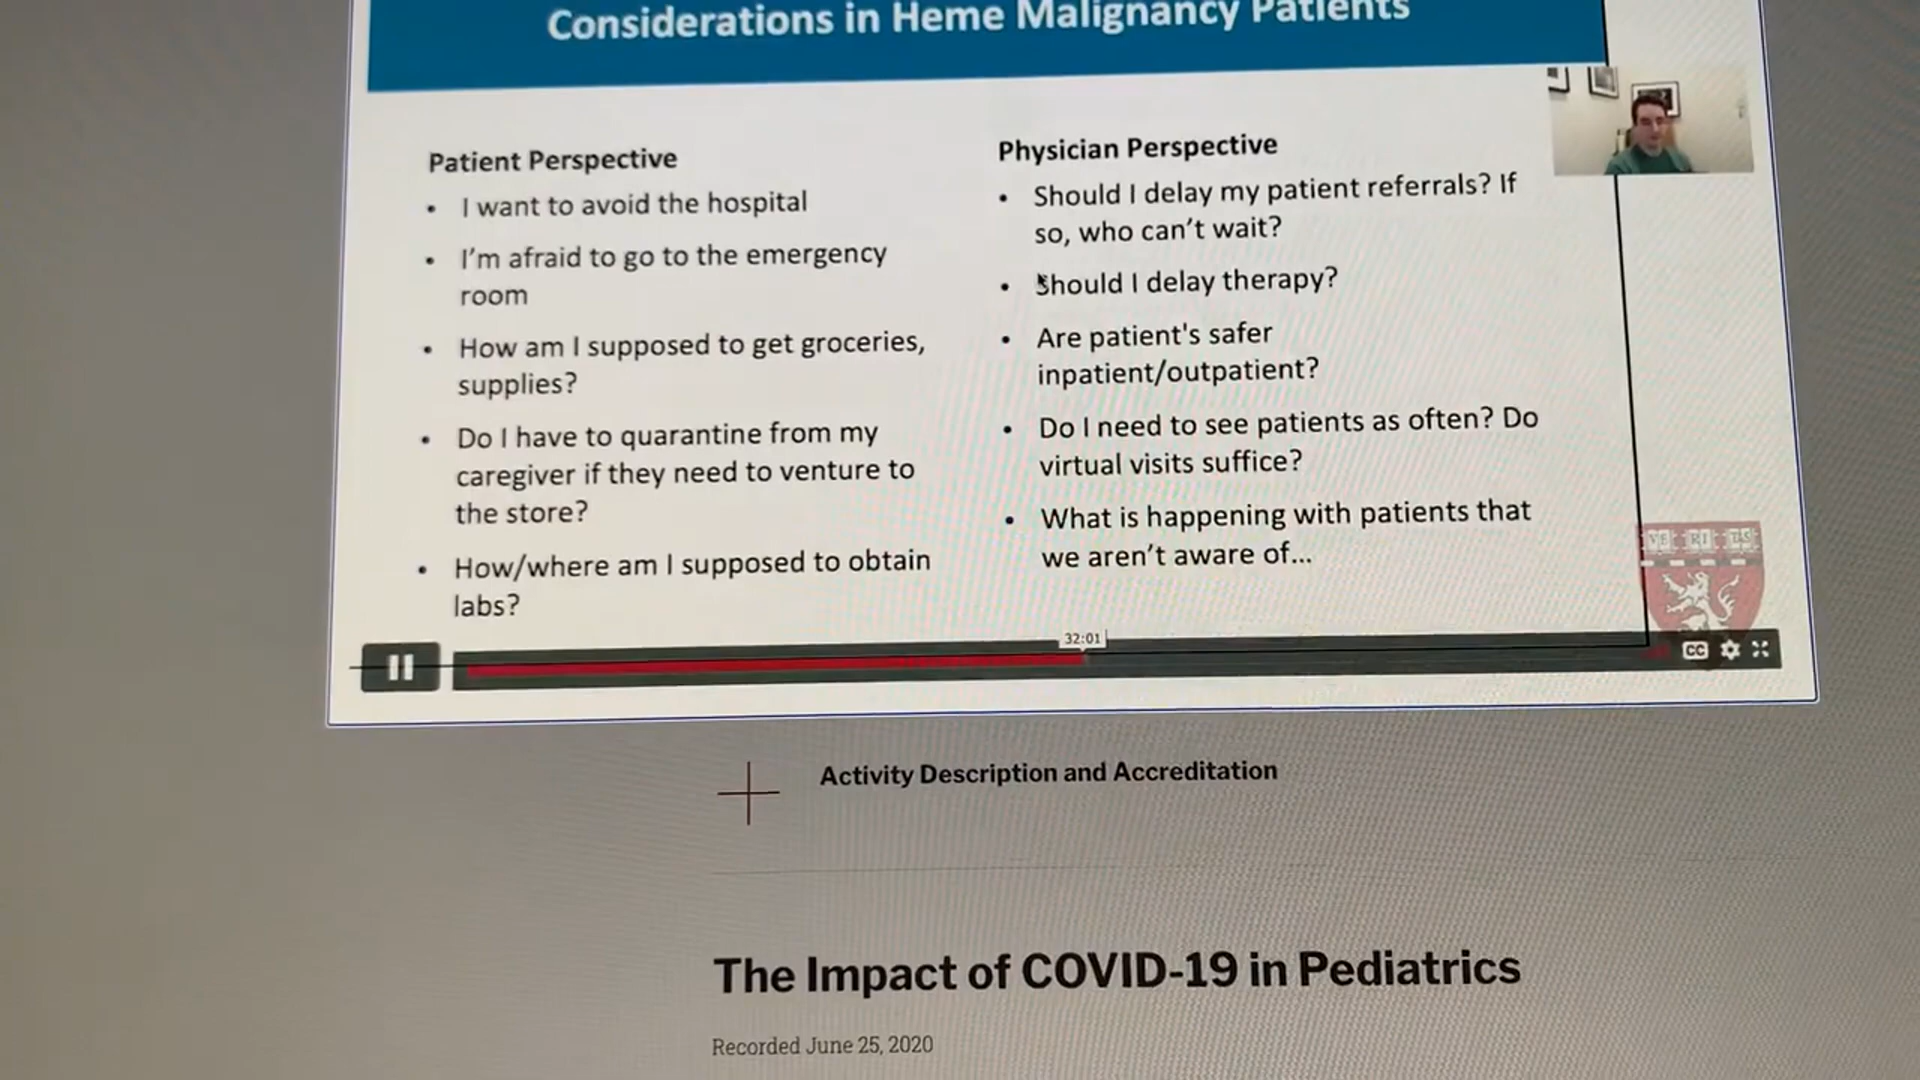 Considerations in Heme Malignancy Patients
Patient Perspective
• I want to avoid the hospital
• I'm afraid to go to the emergency
room
• How am I supposed to get groceries,
supplies?
• Do I have to quarantine from my
caregiver if they need to venture to
the store?
• How/where am I supposed to obtain
labs?
Physician Perspective
• Should I delay my patient referrals? If
so, who can't wait?
• Should I delay therapy?
• Are patient's safer
inpatient/outpatient?
• Do I need to see patients as often? Do
virtual visits suffice?
• What is happening with patients that
we aren't aware of...
VE RI TAS
32:01
CC
Activity Description and Accreditation
The Impact of COVID-19 in Pediatrics
Recorded June 25, 2020